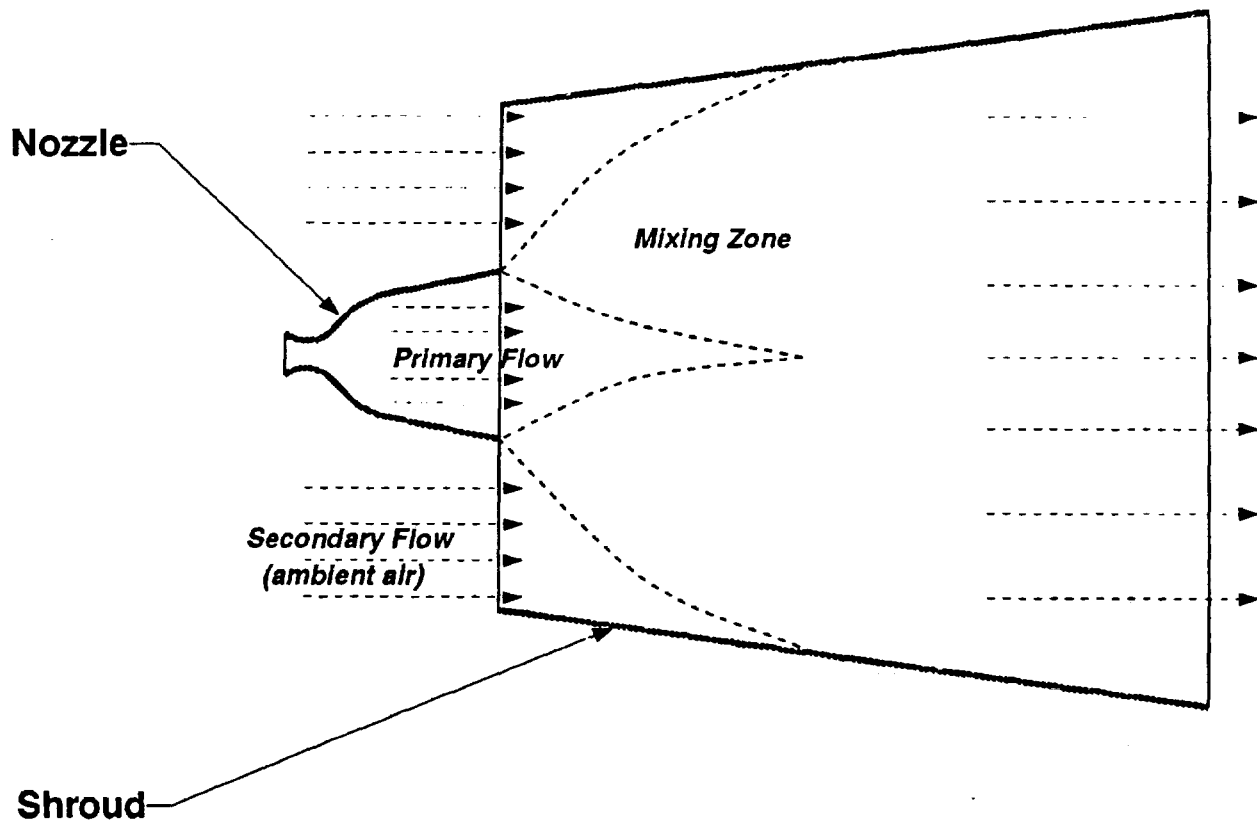 Nozzle
Mixing Zone
Primary Flow
Secondary Flow
(ambient air)
Shroud